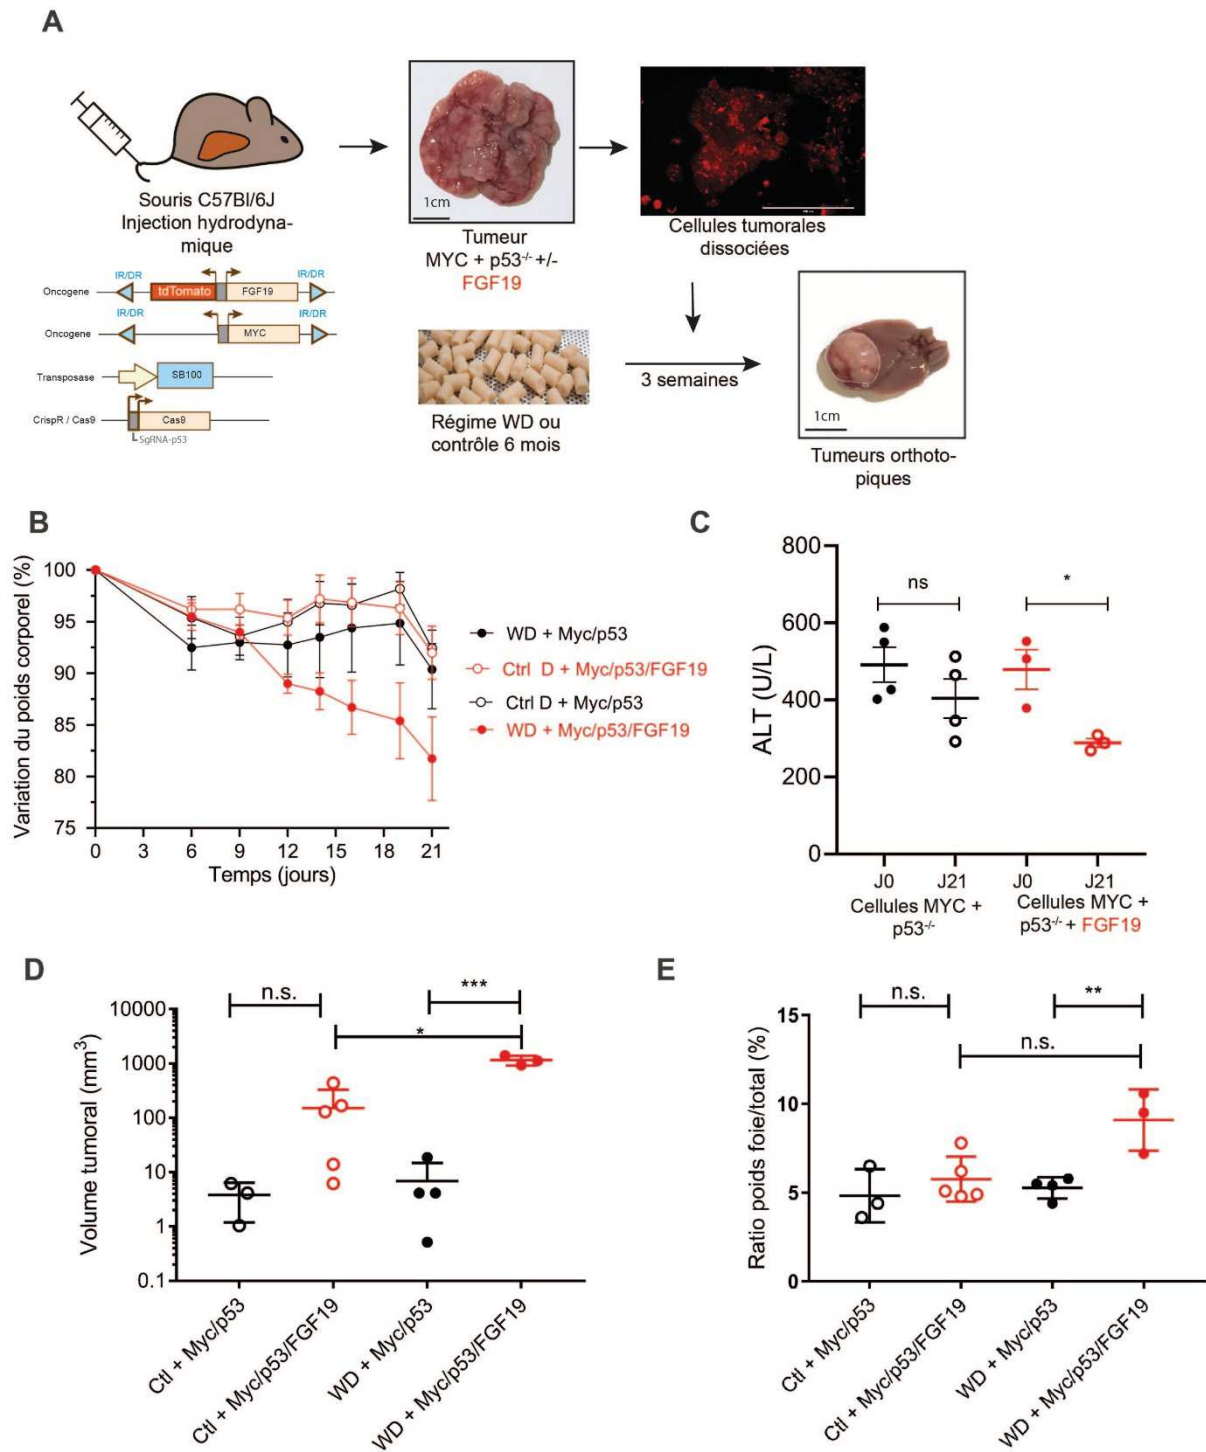 A
Souris C57Bl/6J
Injection hydrodyna-
mique
IR/DR
IR/DR
Oncogene
tdTomato
FGF19
IR/DR
IR/DR
Oncogene
MYC
Transposase
SB100
CrispR / Cas9
Cas9
SgRNA-p53
1cm
Tumeur
MYC + p53-/- +/-
FGF19
Cellules tumorales
dissociées
Régime WD ou
contrôle 6 mois
3 semaines
1cm
Tumeurs orthoto-
piques
B
Variation du poids corporel (%)
100
95
90
85
80
75
0 3 6 9 12 15 18 21
Temps (jours)
WD + Myc/p53
Ctrl D + Myc/p53/FGF19
Ctrl D + Myc/p53
WD + Myc/p53/FGF19
C
ALT (U/L)
800
600
400
200
0
ns
*
J0 J21 J0 J21
Cellules MYC +
p53-/-
Cellules MYC +
p53-/- + FGF19
D
Volume tumoral (mm3)
10000
1000
100
10
1
0.1
n.s.
***
*
Ctl + Myc/p53
Ctl + Myc/p53/FGF19
WD + Myc/p53
WD + Myc/p53/FGF19
E
Ratio poids foie/total (%)
15
10
5
0
n.s.
**
n.s.
Ctl + Myc/p53
Ctl + Myc/p53/FGF19
WD + Myc/p53
WD + Myc/p53/FGF19